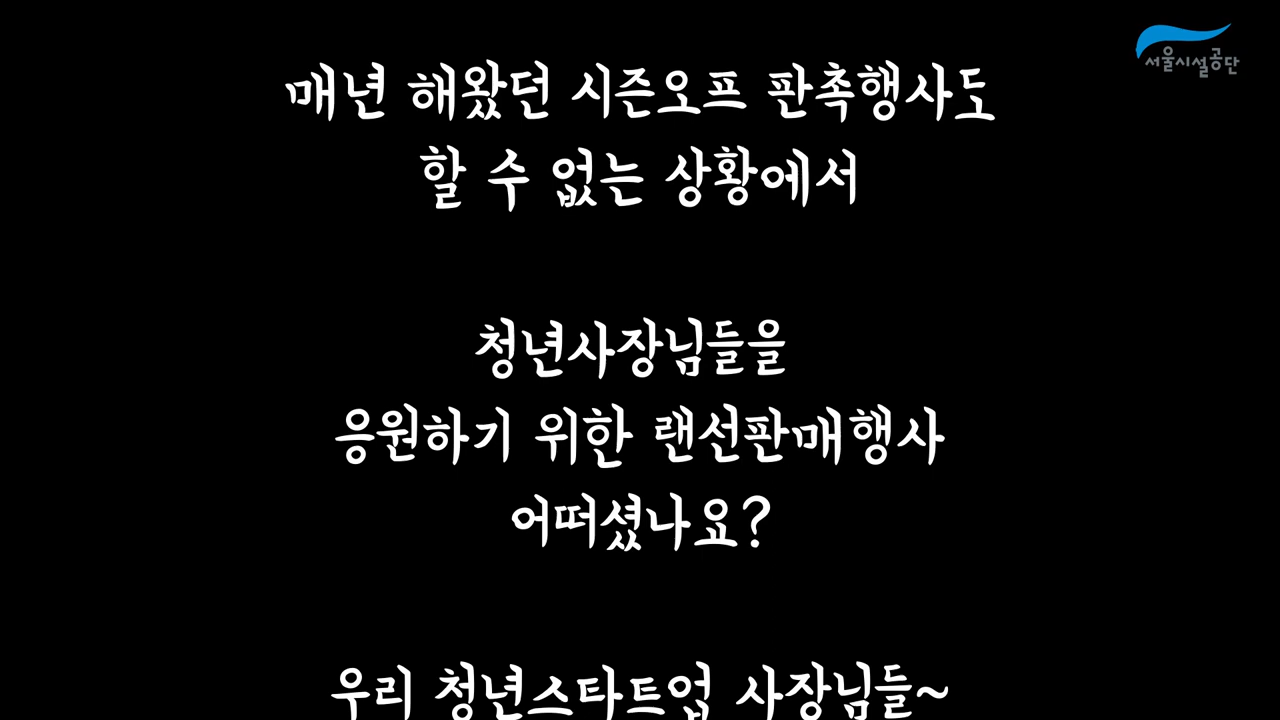 서울시설공단
매년 해왔던 시즌오프 판촉행사도
할 수 없는 상황에서
청년사장님들을
응원하기 위한 랜선판매행사
어떠셨나요?
우리 청년스타트업 사장님들~